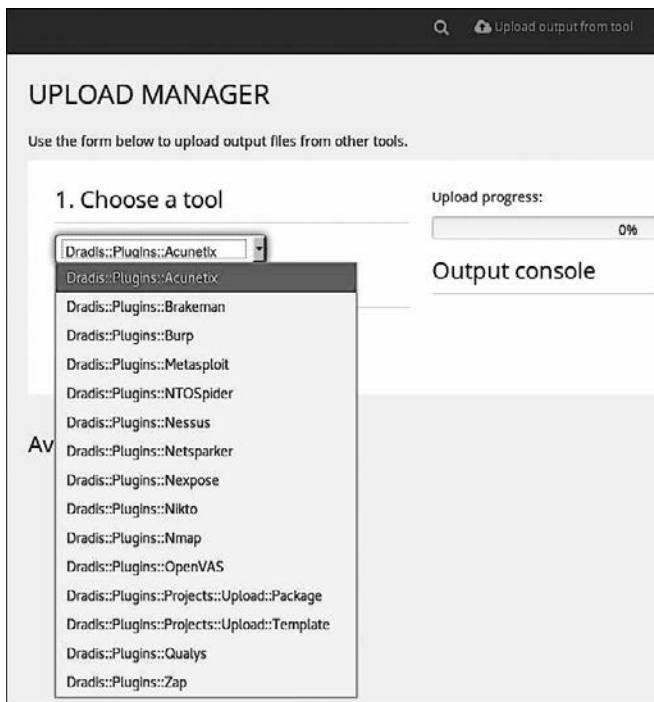 Upload output from tool
UPLOAD MANAGER
Use the form below to upload output files from other tools.
1. Choose a tool
Dradis::Plugins::Acunetix
Dradis::Plugins::Acunetix
Dradis::Plugins::Brakeman
Dradis::Plugins::Burp
Dradis::Plugins::Metasploit
Dradis::Plugins::NTOSpider
Dradis::Plugins::Nessus
Dradis::Plugins::Netsparker
Dradis::Plugins::Nexpose
Dradis::Plugins::Nikto
Dradis::Plugins::Nmap
Dradis::Plugins::OpenVAS
Dradis::Plugins::Projects::Upload::Package
Dradis::Plugins::Projects::Upload::Template
Dradis::Plugins::Qualys
Dradis::Plugins::Zap
Av
Upload progress:
0%
Output console